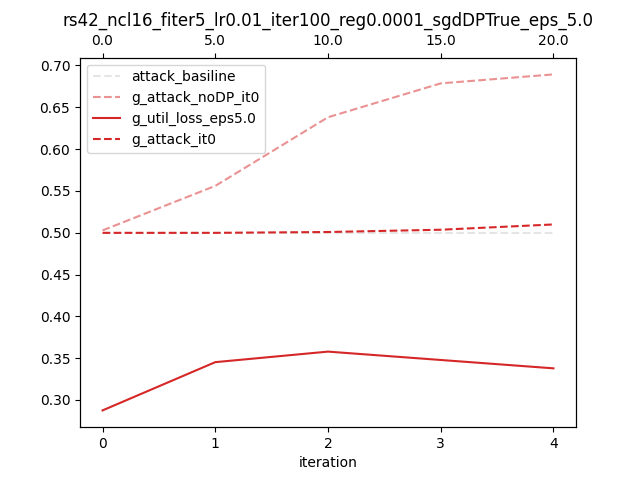 rs42_ncl16_fiter5_lr0.01_iter100_reg0.0001_sgdDPTrue_eps_5.0
0.0 5.0 10.0 15.0 20.0
attack_basiline
g_attack_noDP_it0
g_util_loss_eps5.0
g_attack_it0
0.70
0.65
0.60
0.55
0.50
0.45
0.40
0.35
0.30
0 1 2 3 4
iteration